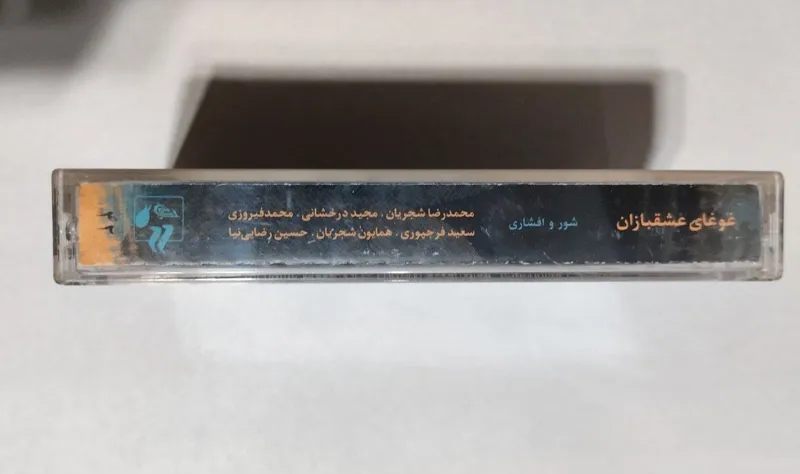 غوغای عشقبازان
شور و افشاری
محمدرضا شجریان ، مجید درخشانی ، محمدفیروزی
سعید فرجپوری ، همایون شجریان ، حسین رضایی‌نیا